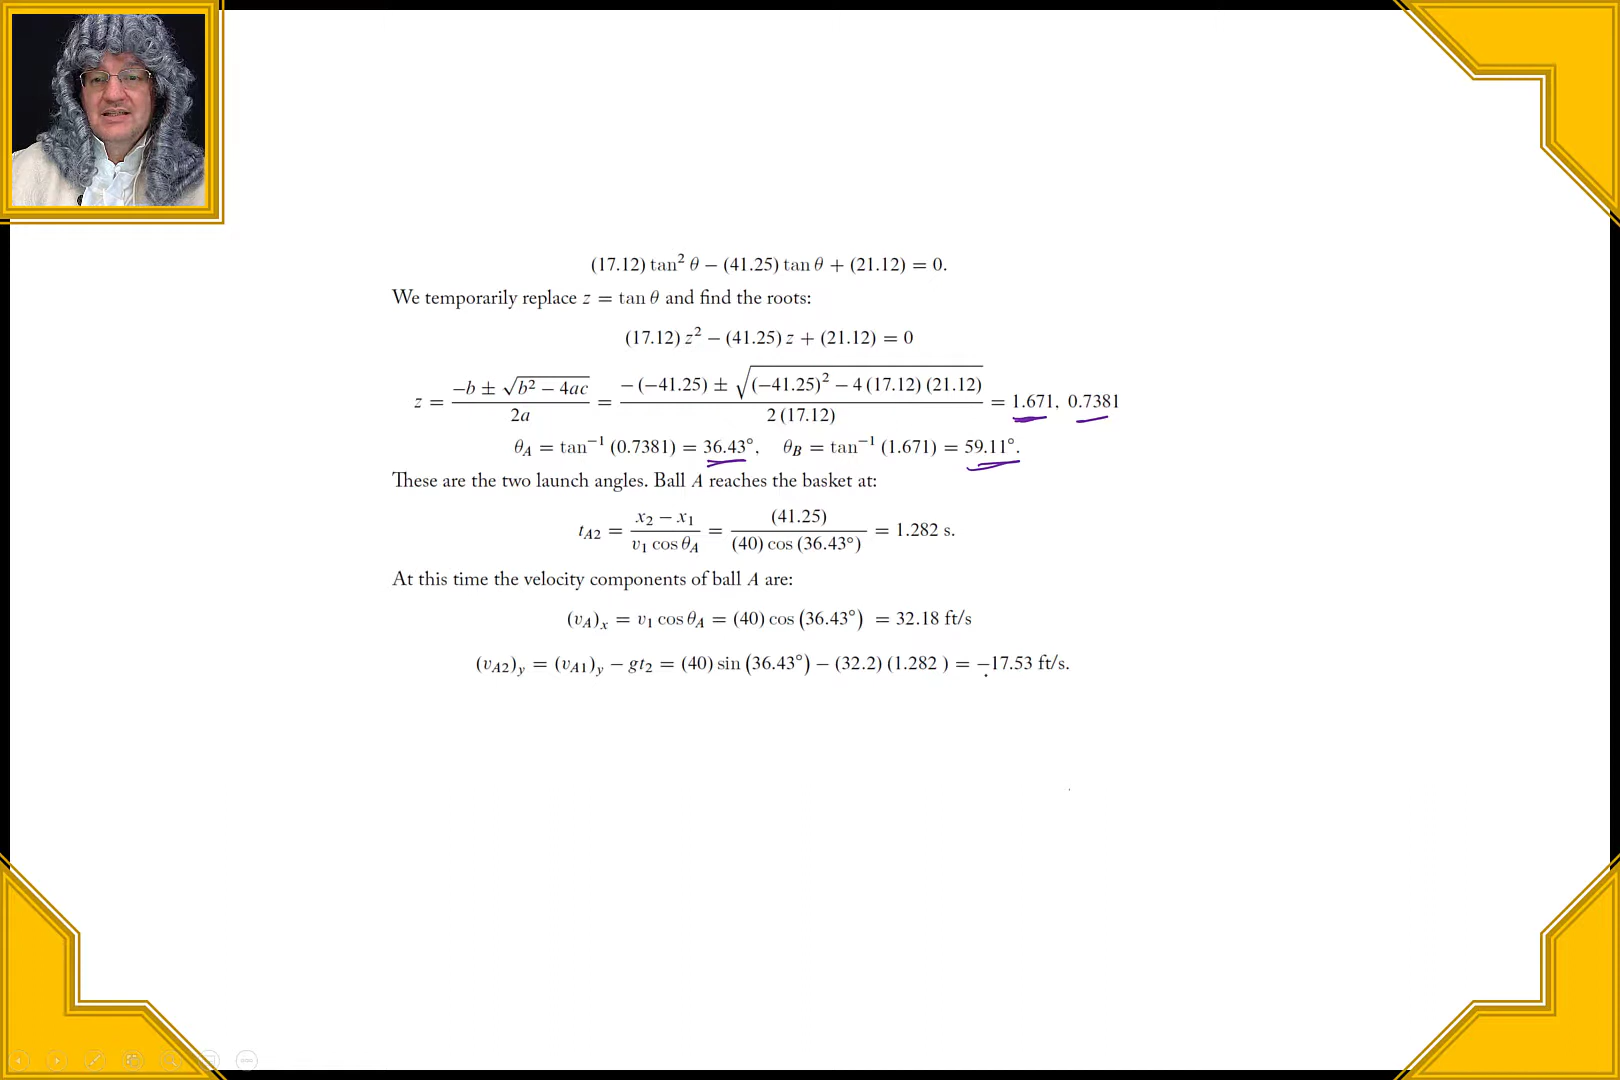 (17.12) tan² θ − (41.25) tan θ + (21.12) = 0.
We temporarily replace z = tan θ and find the roots:
(17.12) z² − (41.25) z + (21.12) = 0
z = (−b ± √(b² − 4ac)) / 2a = (− (−41.25) ± √((−41.25)² − 4 (17.12) (21.12))) / 2 (17.12) = 1.671, 0.7381
θ_A = tan⁻¹ (0.7381) = 36.43°, θ_B = tan⁻¹ (1.671) = 59.11°.
These are the two launch angles. Ball A reaches the basket at:
t_A2 = (x₂ − x₁) / (v₁ cos θ_A) = (41.25) / ((40) cos (36.43°)) = 1.282 s.
At this time the velocity components of ball A are:
(v_A)_x = v₁ cos θ_A = (40) cos (36.43°) = 32.18 ft/s
(v_A2)_y = (v_A1)_y − gt₂ = (40) sin (36.43°) − (32.2) (1.282 ) = −17.53 ft/s.